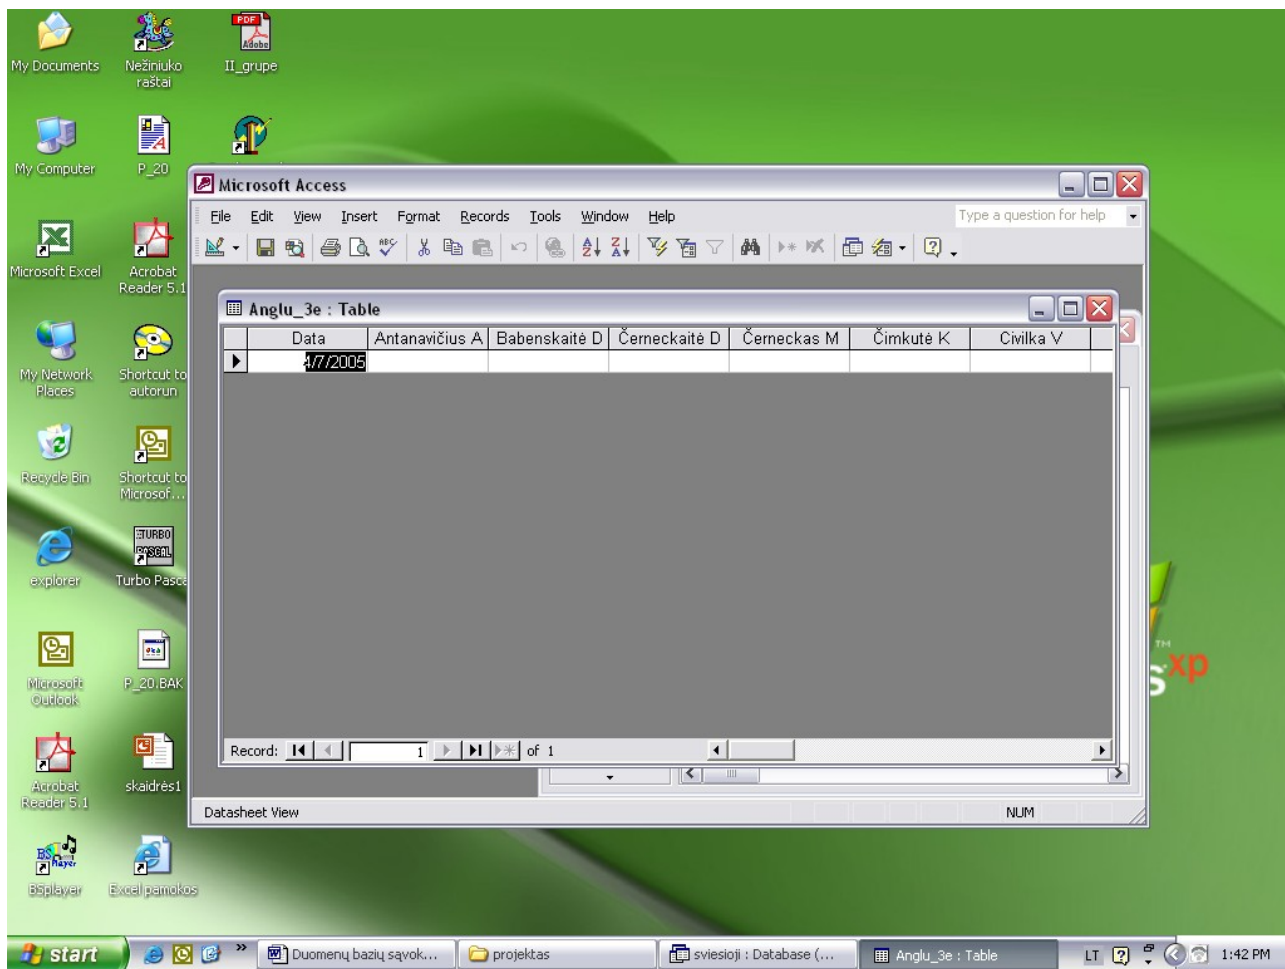 My Documents
Nežiniuko
raštai
PDF
Adobe
II_grupe
My Computer
P_20
Microsoft Excel
Acrobat
Reader 5.1
My Network
Places
Shortcut to
autorun
Recycle Bin
Shortcut to
Microsof...
explorer
TURBO
PASCAL
Turbo Pasca
Microsoft
Outlook
P_20.BAK
Acrobat
Reader 5.1
skaidrės1
BSplayer
Excel pamokos
Microsoft Access
File Edit View Insert Format Records Tools Window Help
Type a question for help
Anglu_3e : Table
Data Antanavičius A Babenskaitė D Černeckaitė D Černeckas M Čimkutė K Civilka V
4/7/2005
Record: 1 of 1
Datasheet View
NUM
xp
TM
start
Duomenų bazių sąvok...
projektas
sviesioji : Database (...
Anglu_3e : Table
LT
1:42 PM